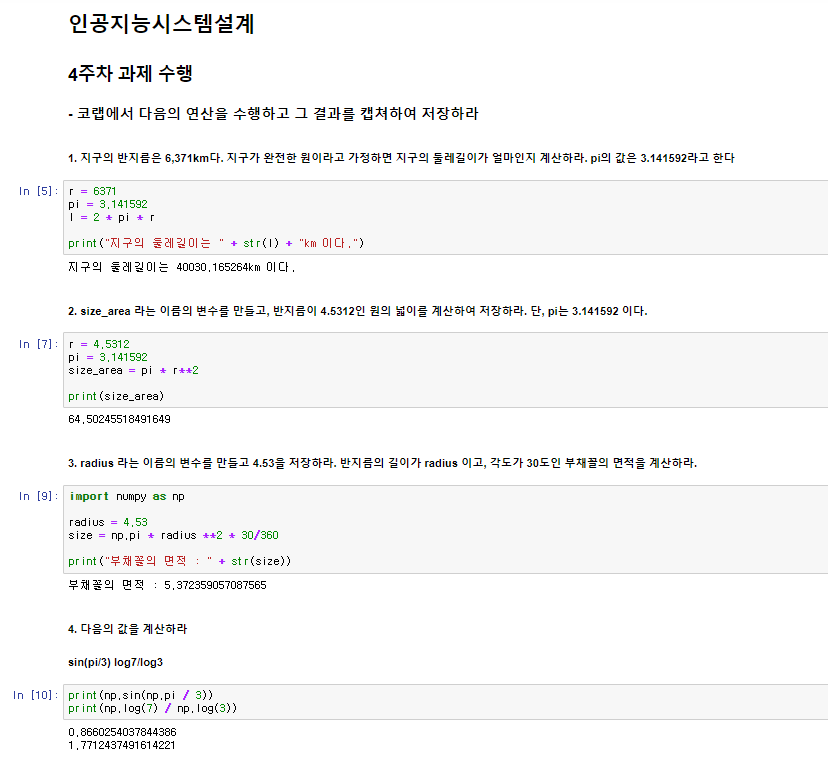 인공지능시스템설계
4주차 과제 수행
- 코랩에서 다음의 연산을 수행하고 그 결과를 캡쳐하여 저장하라
1. 지구의 반지름은 6,371km다. 지구가 완전한 원이라고 가정하면 지구의 둘레길이가 얼마인지 계산하라. pi의 값은 3.141592라고 한다
In [5]:
r = 6371
pi = 3.141592
l = 2 * pi * r
print("지구의 둘레길이는 " + str(l) + "km 이다.")
지구의 둘레길이는 40030.165264km 이다.
2. size_area 라는 이름의 변수를 만들고, 반지름이 4.5312인 원의 넓이를 계산하여 저장하라. 단, pi는 3.141592 이다.
In [7]:
r = 4.5312
pi = 3.141592
size_area = pi * r**2
print(size_area)
64.50245518491649
3. radius 라는 이름의 변수를 만들고 4.53을 저장하라. 반지름의 길이가 radius 이고, 각도가 30도인 부채꼴의 면적을 계산하라.
In [9]:
import numpy as np
radius = 4.53
size = np.pi * radius **2 * 30/360
print("부채꼴의 면적 : " + str(size))
부채꼴의 면적 : 5.372359057087565
4. 다음의 값을 계산하라
sin(pi/3) log7/log3
In [10]:
print(np.sin(np.pi / 3))
print(np.log(7) / np.log(3))
0.8660254037844386
1.7712437491614221